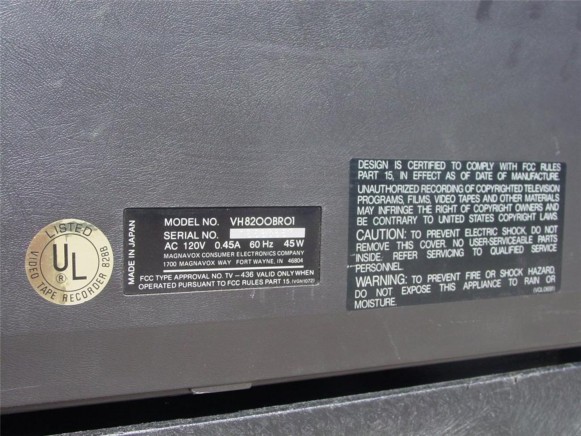 LISTED
UL
®
VIDEO TAPE RECORDER 828B
MADE IN JAPAN
MODEL NO. VH8200BR01
SERIAL NO.
AC 120V 0.45A 60Hz 45W
MAGNAVOX CONSUMER ELECTRONICS COMPANY
1700 MAGNAVOX WAY FORT WAYNE, IN 46804
FCC TYPE APPROVAL NO. TV-436 VALID ONLY WHEN
OPERATED PURSUANT TO FCC RULES PART 15.
DESIGN IS CERTIFIED TO COMPLY WITH FCC RULES
PART 15, IN EFFECT AS OF DATE OF MANUFACTURE.
UNAUTHORIZED RECORDING OF COPYRIGHTED TELEVISION
PROGRAMS, FILMS, VIDEO TAPES AND OTHER MATERIALS
MAY INFRINGE THE RIGHT OF COPYRIGHT OWNERS AND
BE CONTRARY TO UNITED STATES COPYRIGHT LAWS.
CAUTION: TO PREVENT ELECTRIC SHOCK, DO NOT
REMOVE THIS COVER. NO USER-SERVICEABLE PARTS
INSIDE. REFER SERVICING TO QUALIFIED SERVICE
PERSONNEL.
WARNING: TO PREVENT FIRE OR SHOCK HAZARD,
DO NOT EXPOSE THIS APPLIANCE TO RAIN OR
MOISTURE.